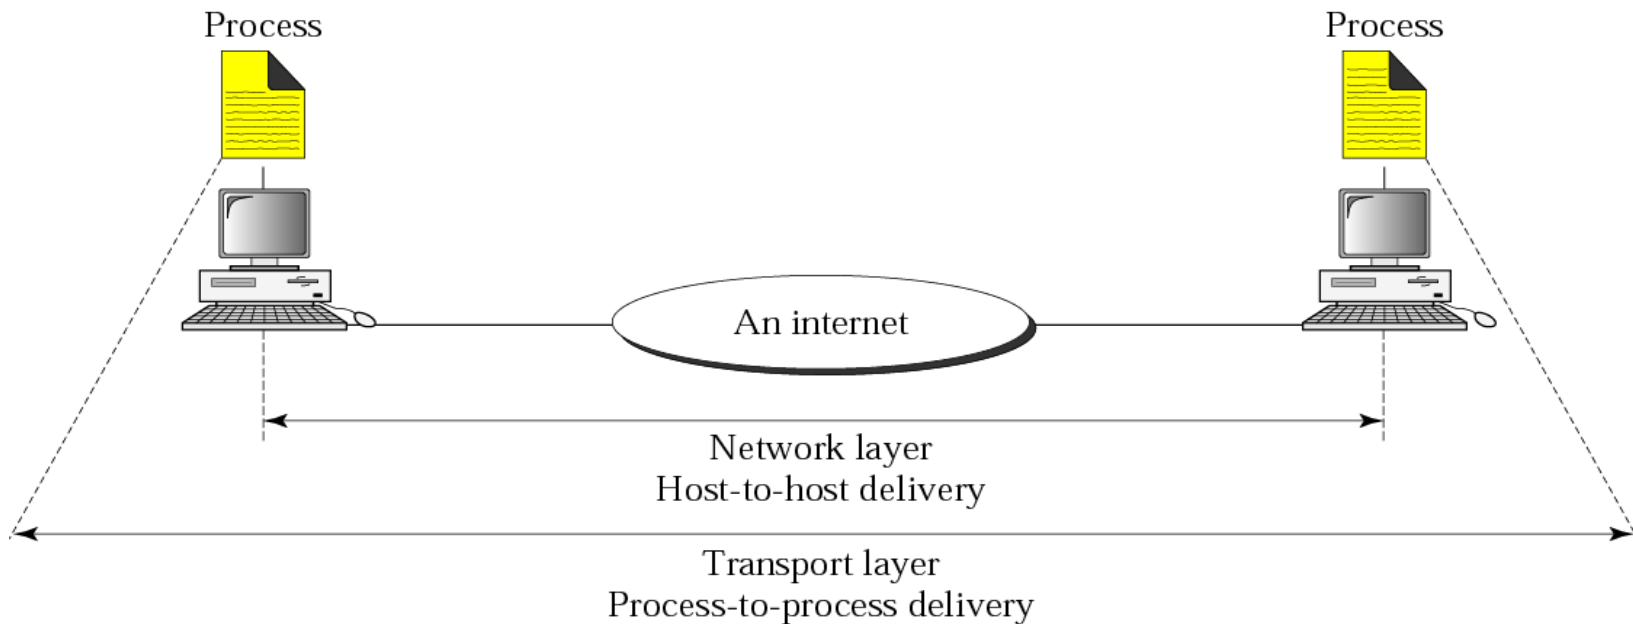 Process
Process
An internet
Network layer
Host-to-host delivery
Transport layer
Process-to-process delivery